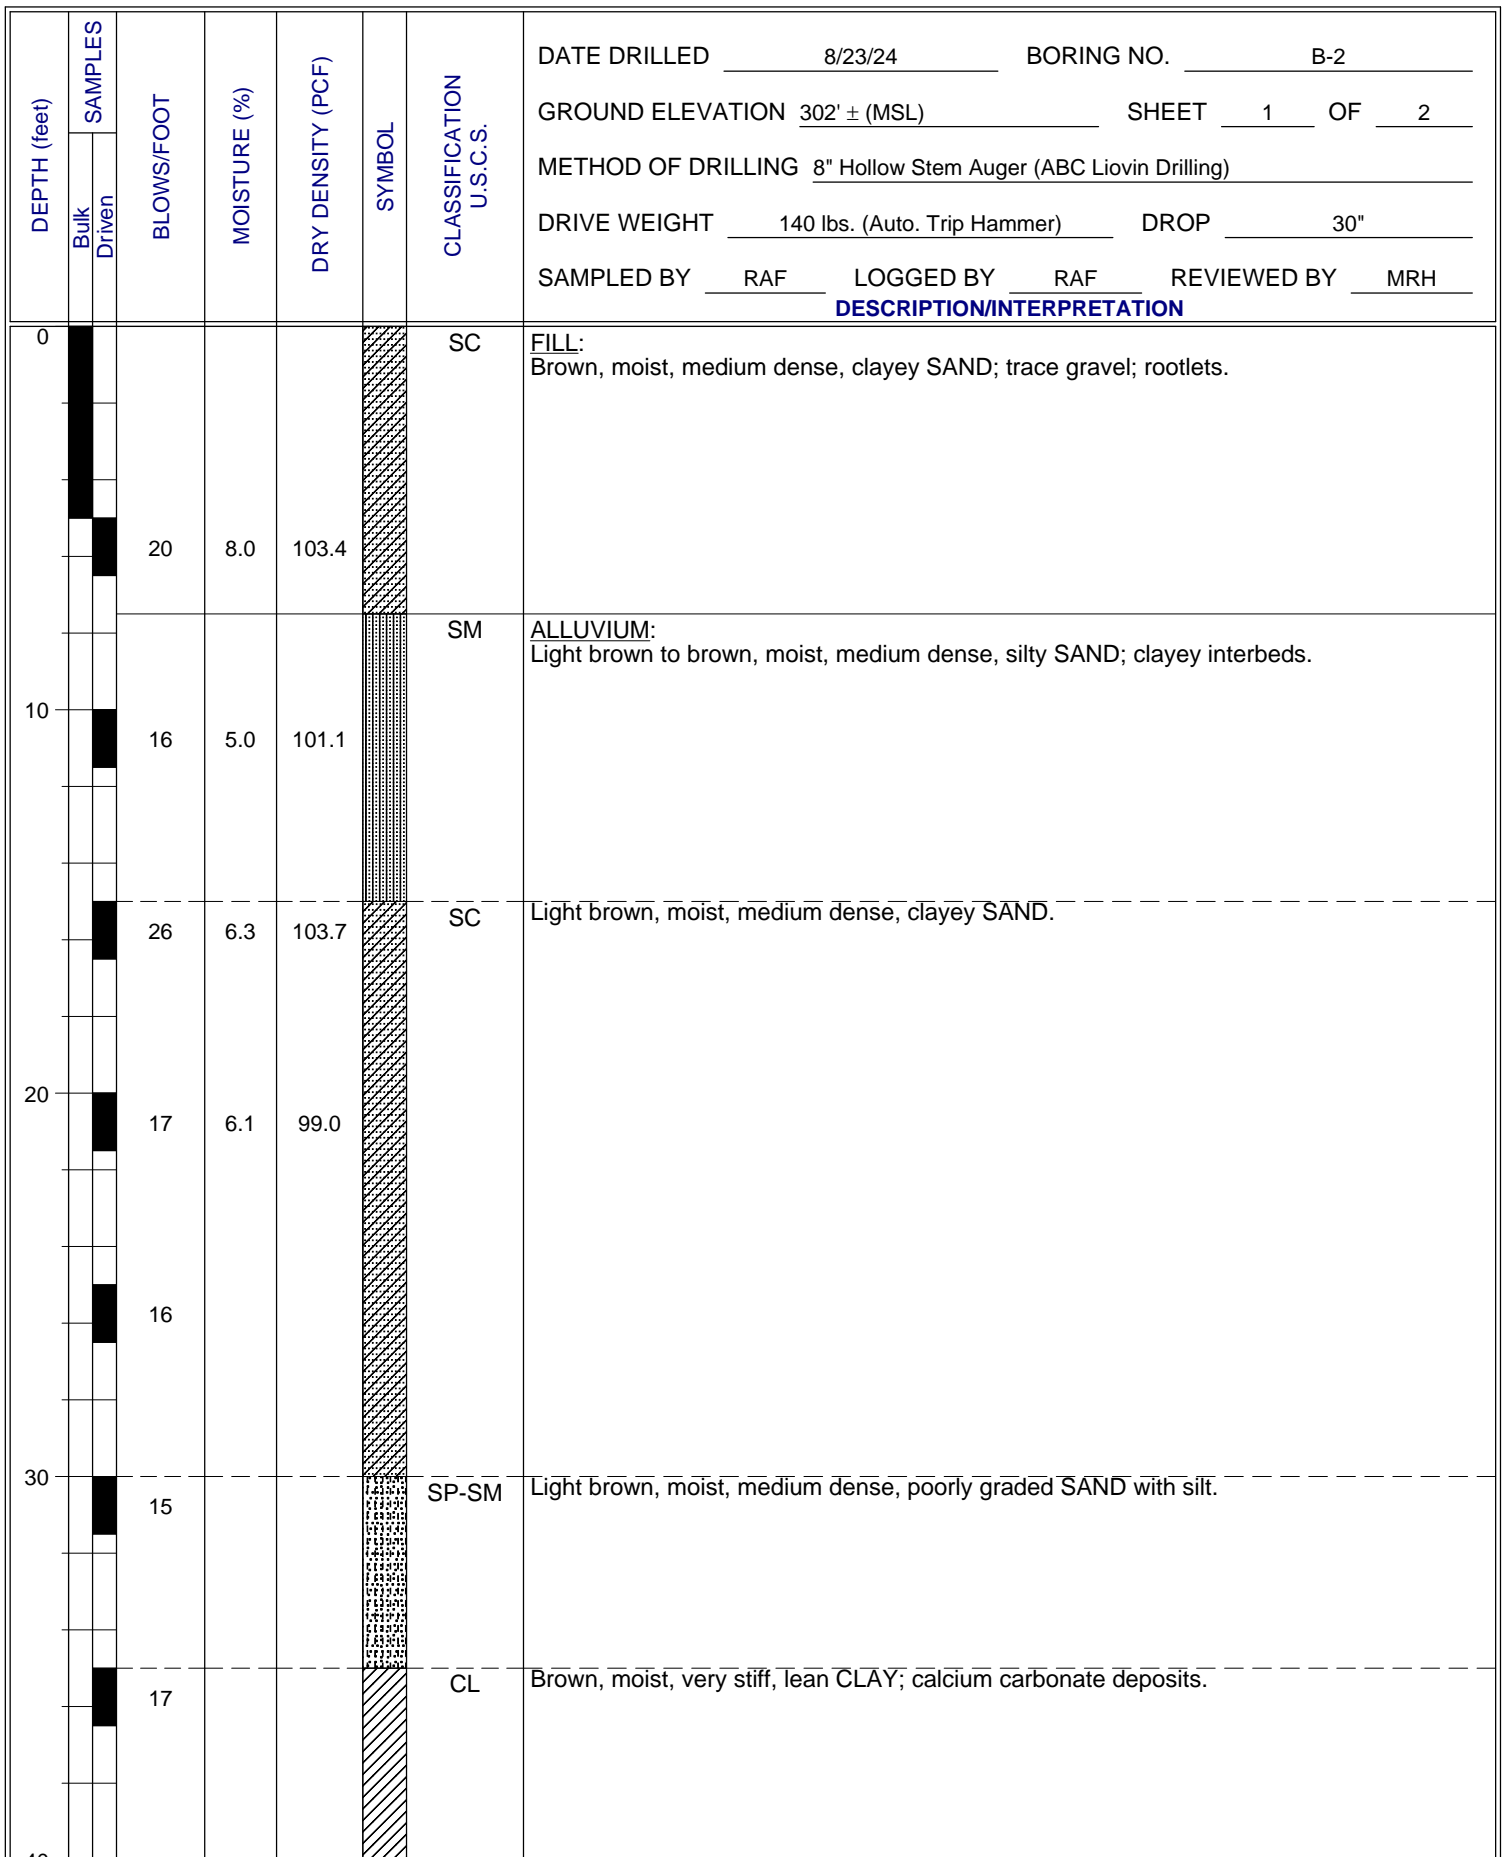 DEPTH (feet)
SAMPLES
Bulk
Driven
BLOWS/FOOT
MOISTURE (%)
DRY DENSITY (PCF)
SYMBOL
CLASSIFICATION
U.S.C.S.
DATE DRILLED 8/23/24 BORING NO. B-2
GROUND ELEVATION 302' ± (MSL) SHEET 1 OF 2
METHOD OF DRILLING 8" Hollow Stem Auger (ABC Liovin Drilling)
DRIVE WEIGHT 140 lbs. (Auto. Trip Hammer) DROP 30"
SAMPLED BY RAF LOGGED BY RAF REVIEWED BY MRH
DESCRIPTION/INTERPRETATION
0 SC FILL:
Brown, moist, medium dense, clayey SAND; trace gravel; rootlets.
20 8.0 103.4
SM ALLUVIUM:
Light brown to brown, moist, medium dense, silty SAND; clayey interbeds.
10
16 5.0 101.1
SC Light brown, moist, medium dense, clayey SAND.
26 6.3 103.7
20
17 6.1 99.0
16
30
15 SP-SM Light brown, moist, medium dense, poorly graded SAND with silt.
17 CL Brown, moist, very stiff, lean CLAY; calcium carbonate deposits.